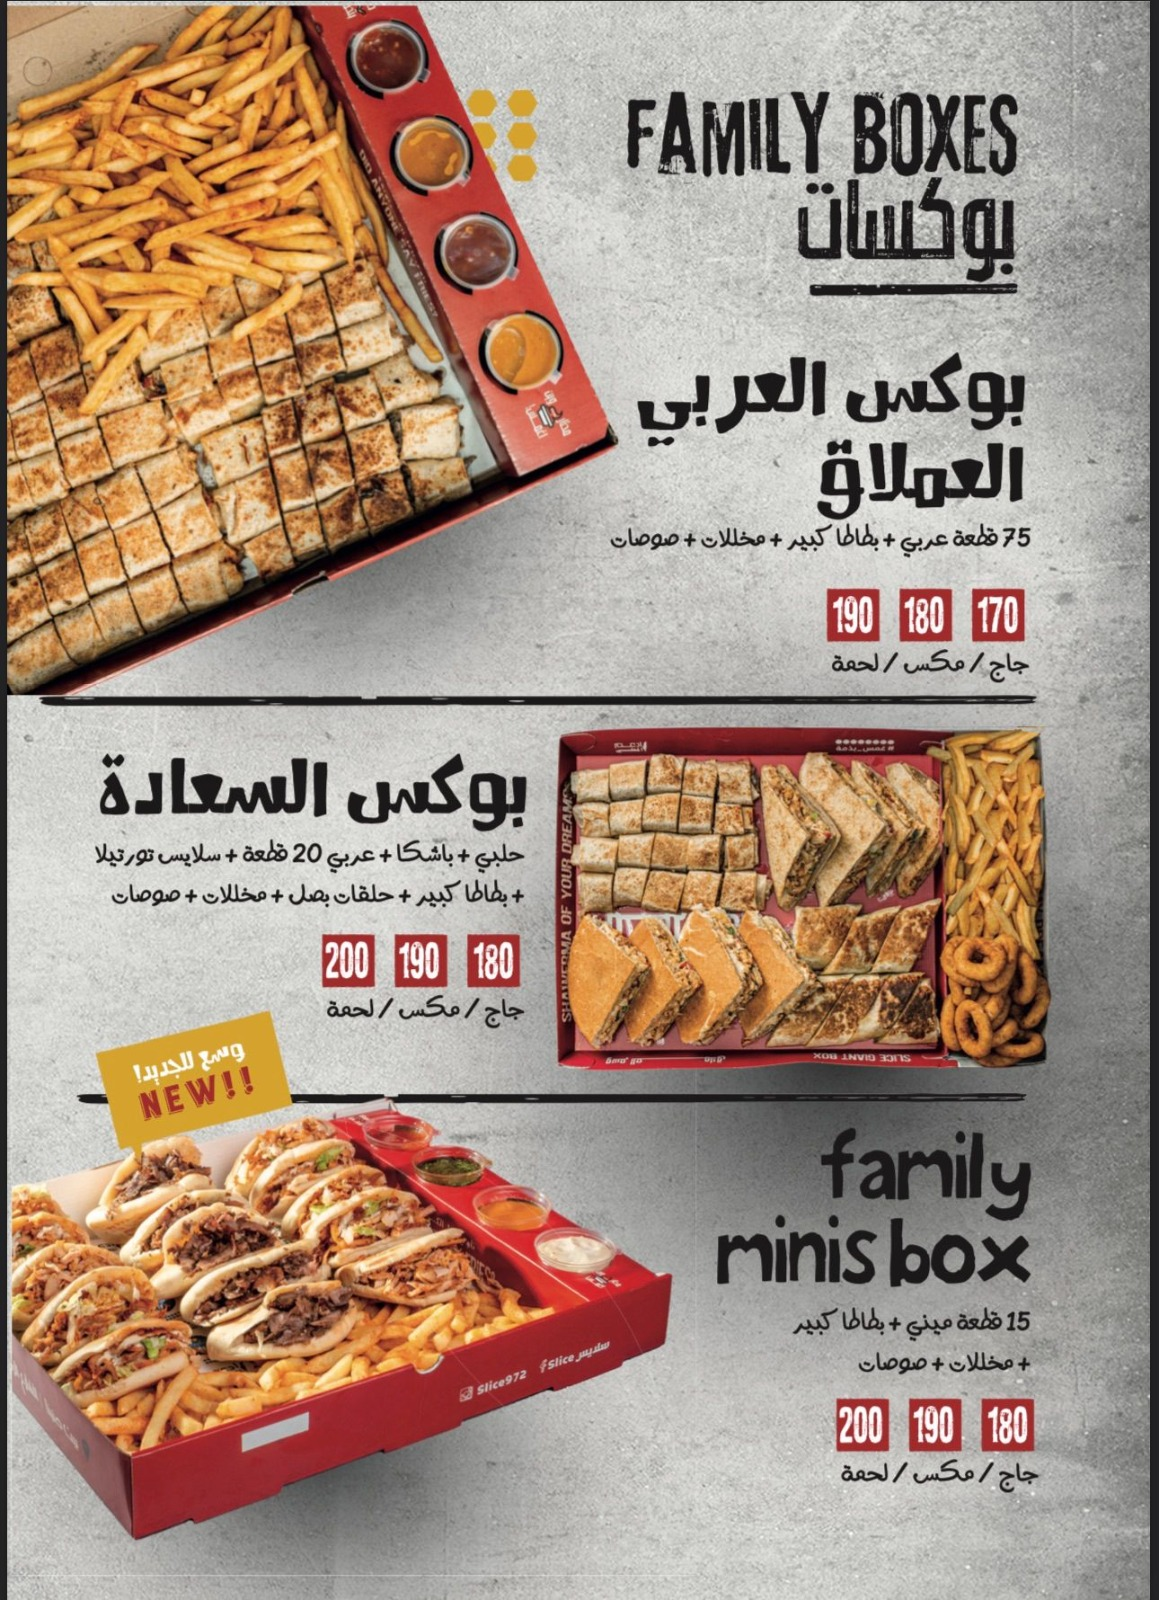 FAMILY BOXES
بوكسات
بوكس العربي
العملاق
75 قطعة عربي + بطاطا كبير + مخللات + صوصات
170 180 190
جاج / مكس / لحمة
بوكس السعادة
حلبي + باشكا + عربي 20 قطعة + سلايس تورتيلا
+ بطاطا كبير + حلقات بصل + مخللات + صوصات
180 190 200
جاج / مكس / لحمة
SHAWERMA OF YOUR DREAMS
SLICE GIANT BOX
وسع للجديد!
NEW!!
family
minis box
15 قطعة ميني + بطاطا كبير
+ مخللات + صوصات
180 190 200
جاج / مكس / لحمة
Slice972
Slice سلايس